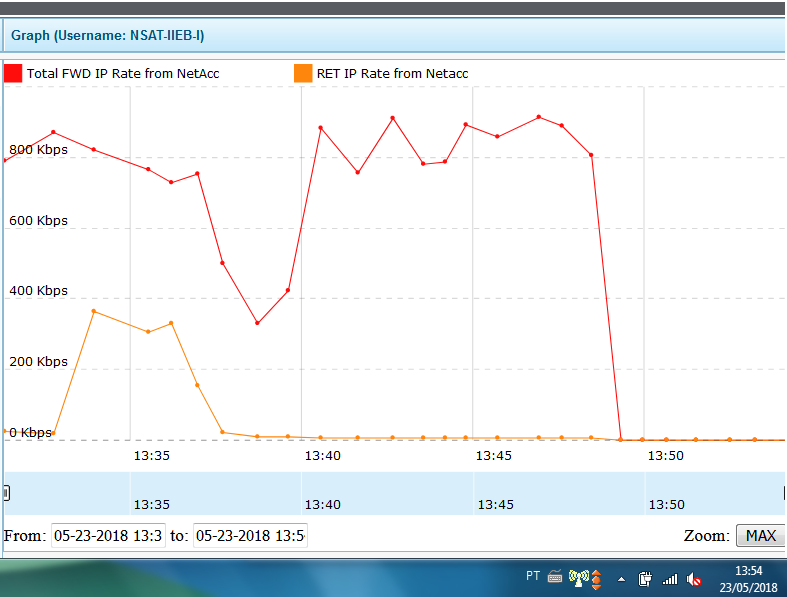 Graph (Username: NSAT-IIEB-I)
Total FWD IP Rate from NetAcc RET IP Rate from Netacc
800 Kbps
600 Kbps
400 Kbps
200 Kbps
0 Kbps
13:35 13:40 13:45 13:50
13:35 13:40 13:45 13:50
From: 05-23-2018 13:3 to: 05-23-2018 13:5 Zoom: MAX
PT 13:54
23/05/2018